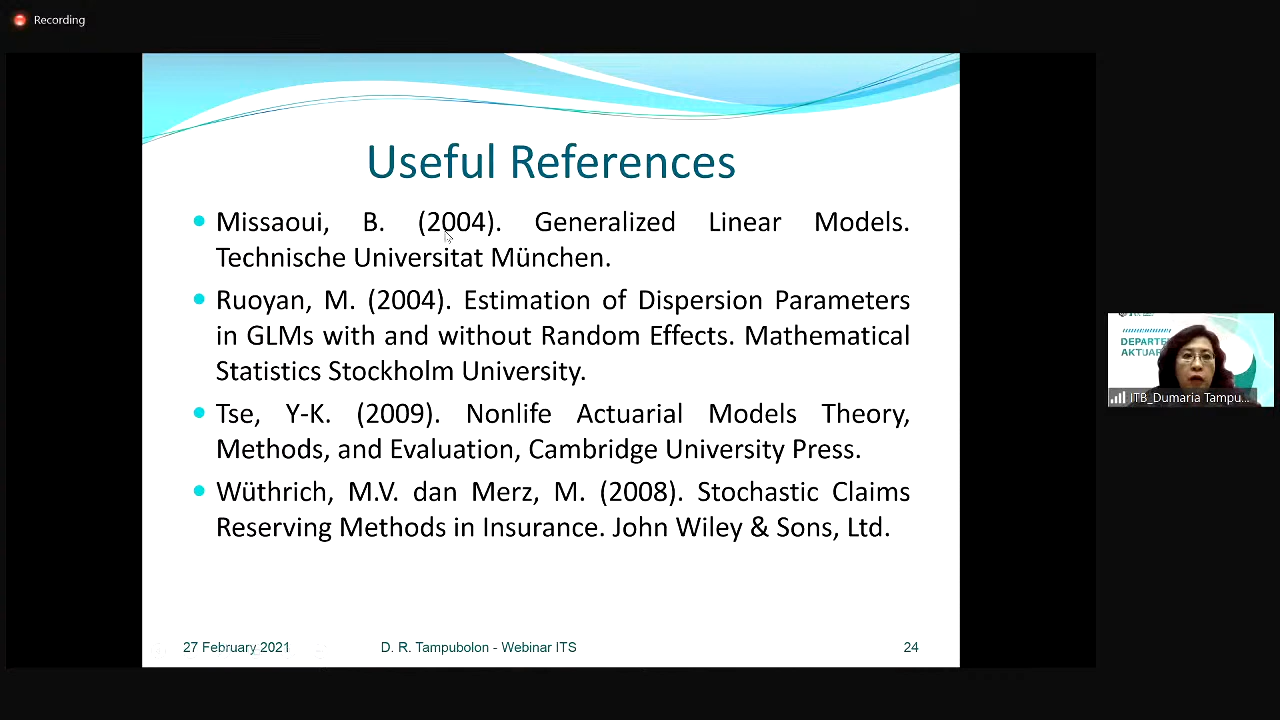 Recording
Useful References
Missaoui, B. (2004). Generalized Linear Models.
Technische Universitat München.
Ruoyan, M. (2004). Estimation of Dispersion Parameters
in GLMs with and without Random Effects. Mathematical
Statistics Stockholm University.
Tse, Y-K. (2009). Nonlife Actuarial Models Theory,
Methods, and Evaluation, Cambridge University Press.
Wüthrich, M.V. dan Merz, M. (2008). Stochastic Claims
Reserving Methods in Insurance. John Wiley & Sons, Ltd.
27 February 2021 D. R. Tampubolon - Webinar ITS 24
DEPARTE
AKTUAR
ITB_Dumaria Tampu...